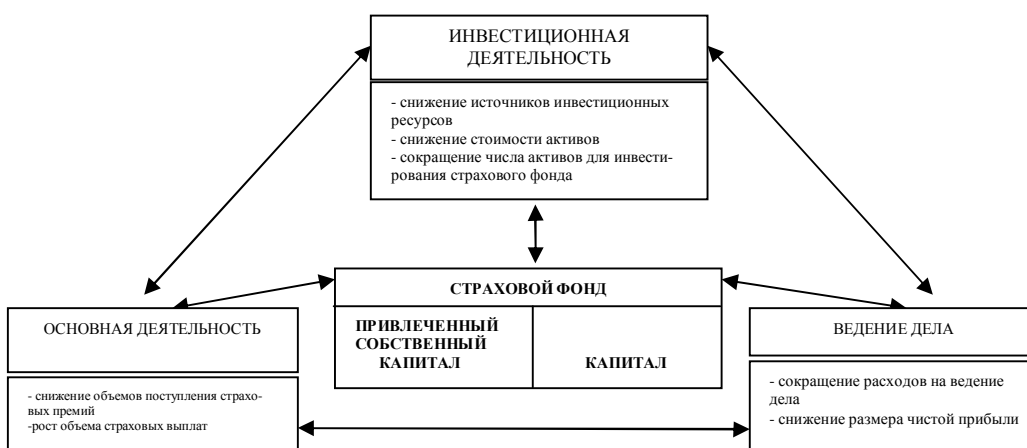 ИНВЕСТИЦИОННАЯ
ДЕЯТЕЛЬНОСТЬ
- снижение источников инвестиционных
ресурсов
- снижение стоимости активов
- сокращение числа активов для инвести-
рования страхового фонда
СТРАХОВОЙ ФОНД
ПРИВЛЕЧЕННЫЙ
СОБСТВЕННЫЙ
КАПИТАЛ
КАПИТАЛ
ОСНОВНАЯ ДЕЯТЕЛЬНОСТЬ
- снижение объемов поступления страхо-
вых премий
-рост объема страховых выплат
ВЕДЕНИЕ ДЕЛА
- сокращение расходов на ведение
дела
- снижение размера чистой прибыли